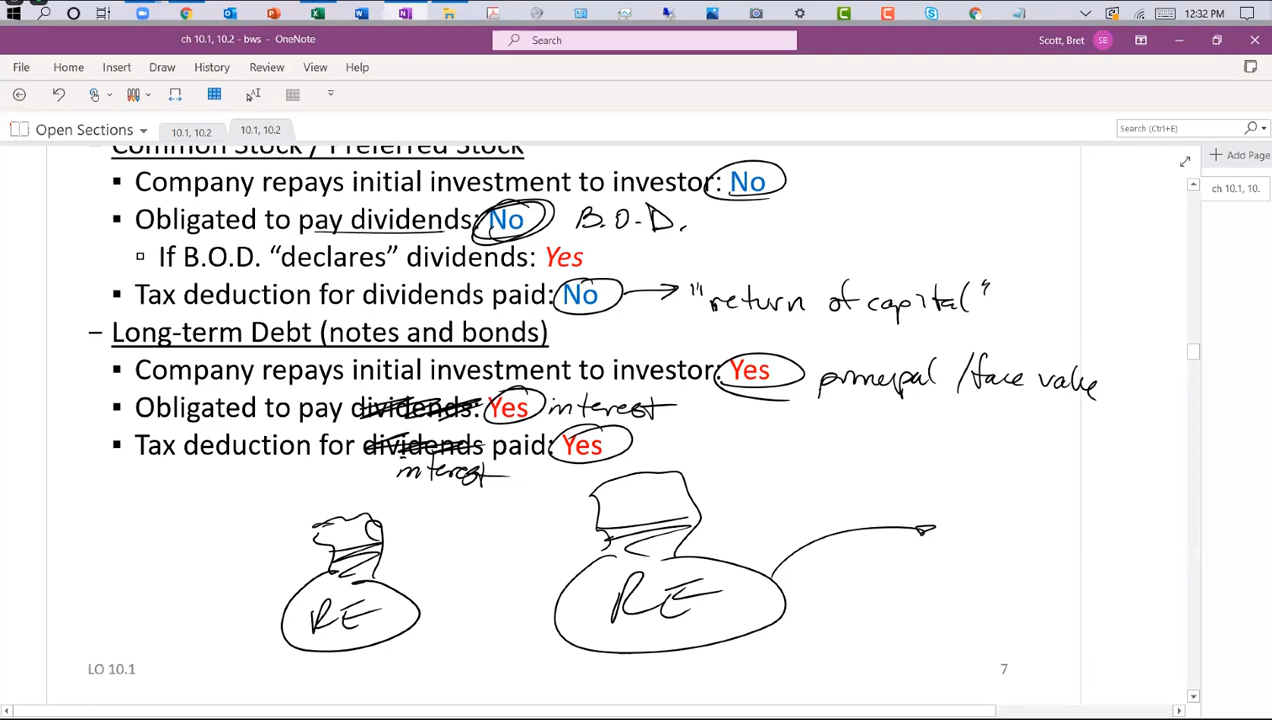 12:32 PM
ch 10.1, 10.2 - bws - OneNote
Search
Scott, Bret
SB
File Home Insert Draw History Review View Help
Open Sections
10.1, 10.2
10.1, 10.2
Search (Ctrl+E)
Add Page
ch 10.1, 10.
– Common Stock / Preferred Stock
▪ Company repays initial investment to investor: No
▪ Obligated to pay dividends: No B.O.D.
▫ If B.O.D. “declares” dividends: Yes
▪ Tax deduction for dividends paid: No → "return of capital"
– Long-term Debt (notes and bonds)
▪ Company repays initial investment to investor: Yes principal / face value
▪ Obligated to pay dividends: Yes interest
▪ Tax deduction for dividends paid: Yes
interest
RE
RE
LO 10.1
7